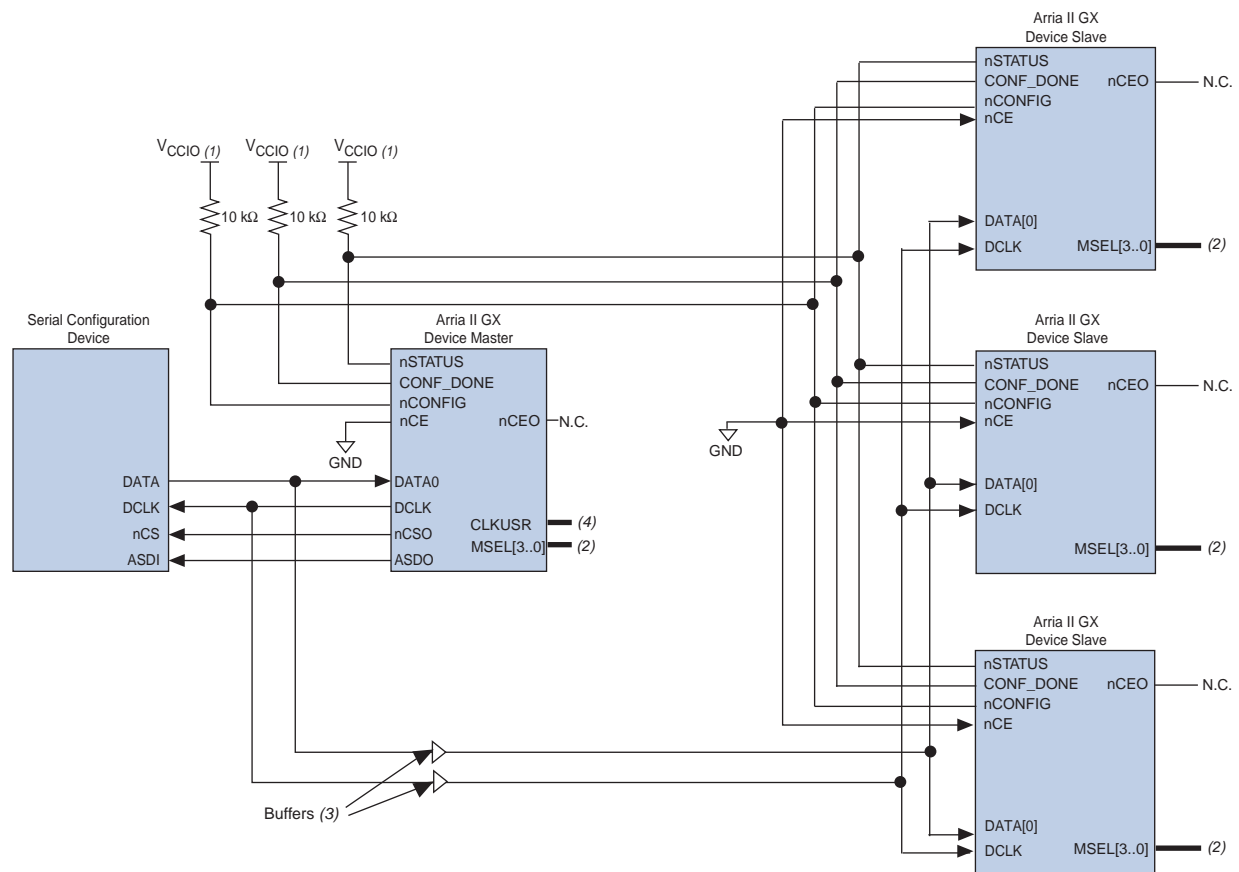 Arria II GX
Device Slave
nSTATUS
CONF_DONE
nCEO
N.C.
nCONFIG
nCE
DATA[0]
DCLK
MSEL[3..0]
(2)
VCCIO (1)
VCCIO (1)
VCCIO (1)
10 kΩ
10 kΩ
10 kΩ
Serial Configuration
Device
DATA
DCLK
nCS
ASDI
Arria II GX
Device Master
nSTATUS
CONF_DONE
nCONFIG
nCE
nCEO
N.C.
GND
DATA0
DCLK
nCSO
ASDO
CLKUSR
(4)
MSEL[3..0]
(2)
Arria II GX
Device Slave
nSTATUS
CONF_DONE
nCEO
N.C.
nCONFIG
nCE
GND
DATA[0]
DCLK
MSEL[3..0]
(2)
Arria II GX
Device Slave
nSTATUS
CONF_DONE
nCEO
N.C.
nCONFIG
nCE
DATA[0]
DCLK
MSEL[3..0]
(2)
Buffers (3)